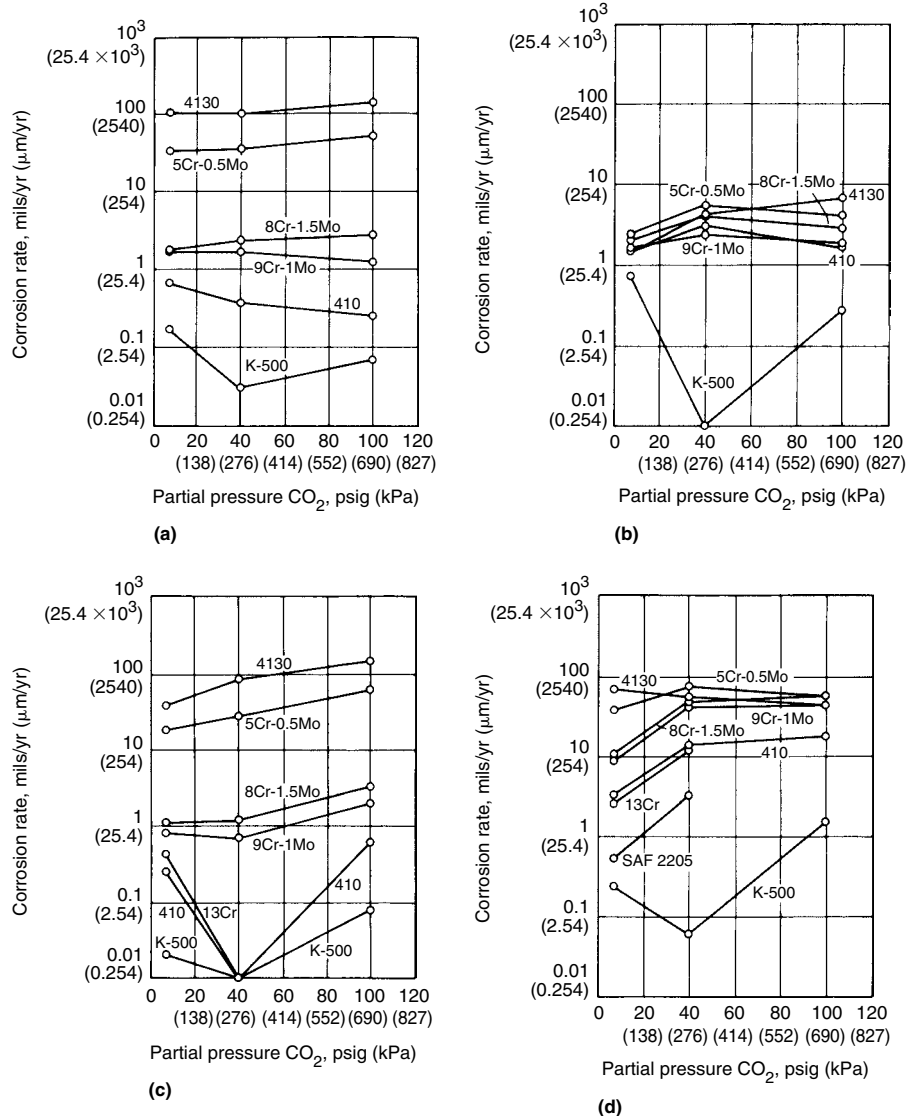 10³
(25.4 × 10³)
100
(2540)
10
(254)
1
(25.4)
0.1
(2.54)
0.01
(0.254)
Corrosion rate, mils/yr (μm/yr)
4130
5Cr-0.5Mo
8Cr-1.5Mo
9Cr-1Mo
410
K-500
0 20 40 60 80 100 120
(138) (276) (414) (552) (690) (827)
Partial pressure CO₂, psig (kPa)
(a)
10³
(25.4 × 10³)
100
(2540)
10
(254)
1
(25.4)
0.1
(2.54)
0.01
(0.254)
Corrosion rate, mils/yr (μm/yr)
5Cr-0.5Mo
8Cr-1.5Mo
4130
9Cr-1Mo
410
K-500
0 20 40 60 80 100 120
(138) (276) (414) (552) (690) (827)
Partial pressure CO₂, psig (kPa)
(b)
10³
(25.4 × 10³)
100
(2540)
10
(254)
1
(25.4)
0.1
(2.54)
0.01
(0.254)
Corrosion rate, mils/yr (μm/yr)
4130
5Cr-0.5Mo
8Cr-1.5Mo
9Cr-1Mo
410
13Cr
410
K-500
K-500
0 20 40 60 80 100 120
(138) (276) (414) (552) (690) (827)
Partial pressure CO₂, psig (kPa)
(c)
10³
(25.4 × 10³)
100
(2540)
10
(254)
1
(25.4)
0.1
(2.54)
0.01
(0.254)
Corrosion rate, mils/yr (μm/yr)
4130
5Cr-0.5Mo
9Cr-1Mo
8Cr-1.5Mo
410
13Cr
SAF 2205
K-500
0 20 40 60 80 100 120
(138) (276) (414) (552) (690) (827)
Partial pressure CO₂, psig (kPa)
(d)